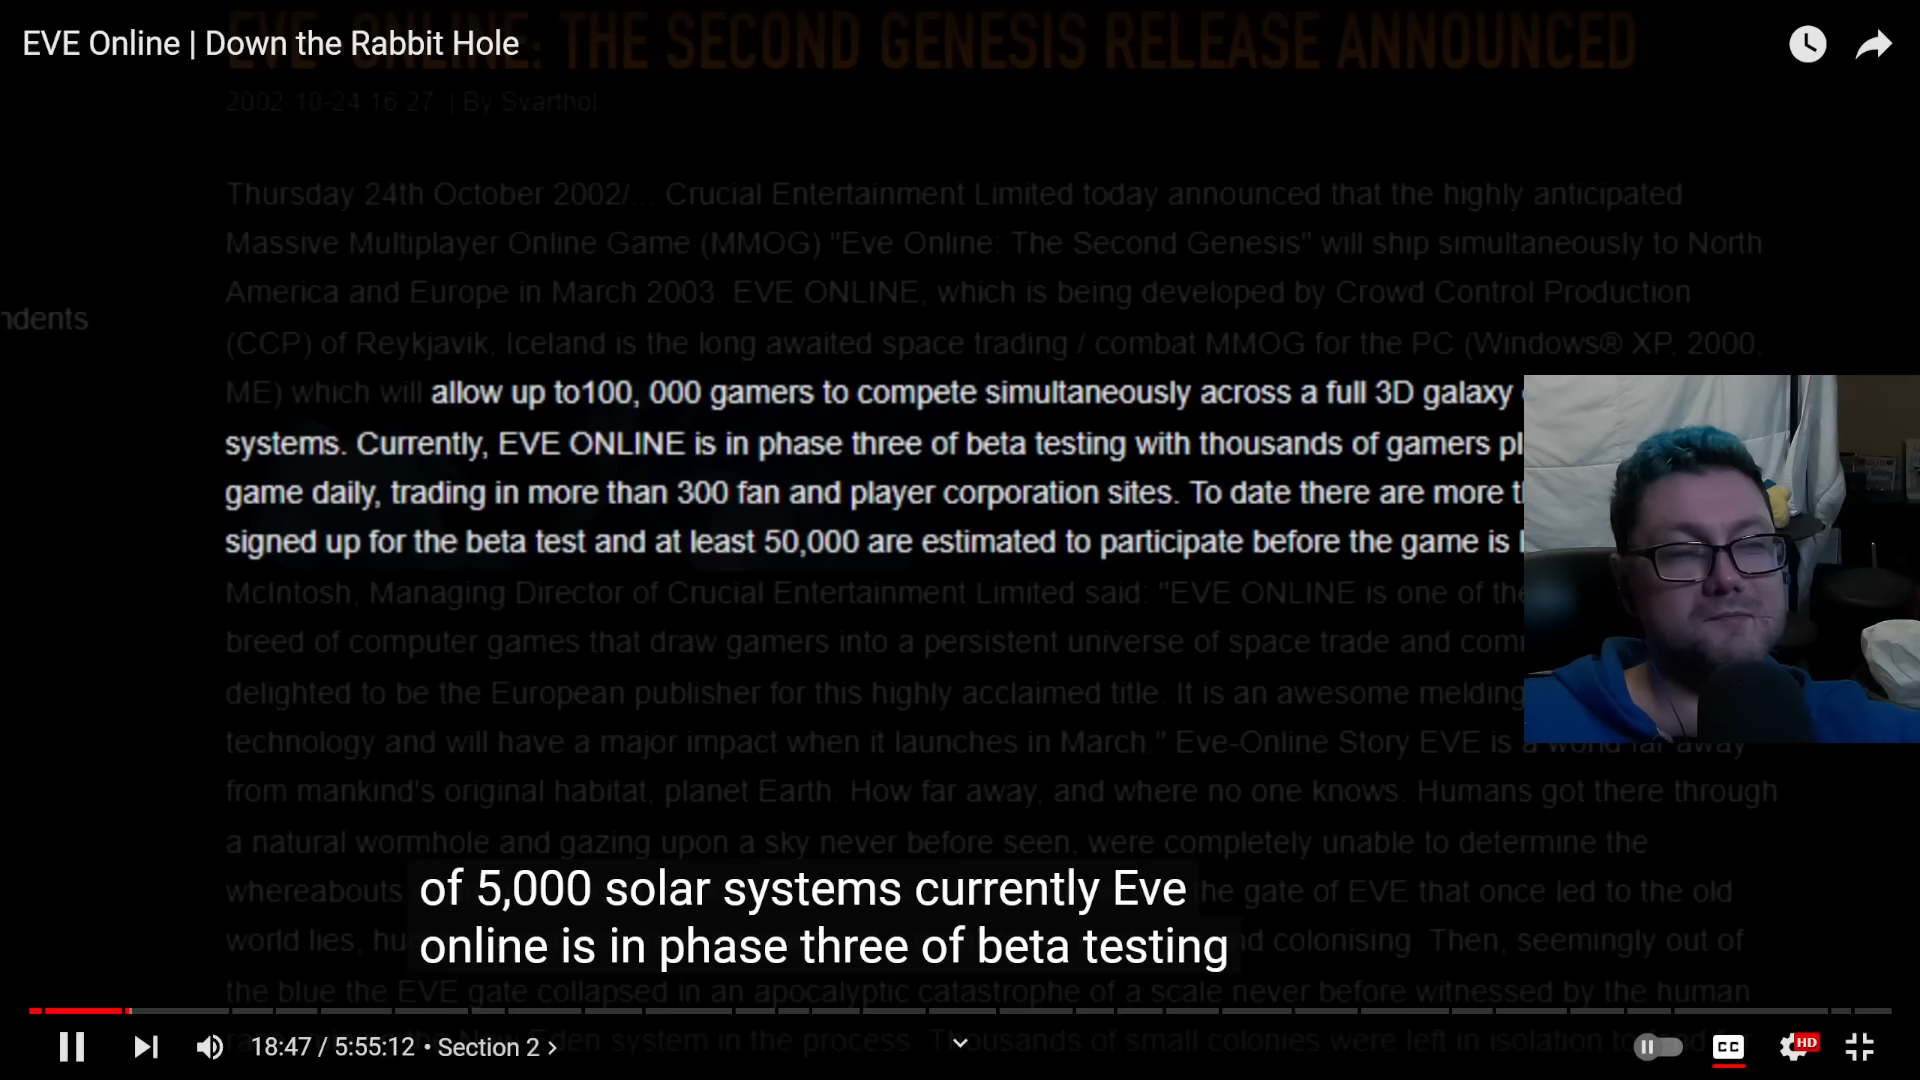 EVE Online | Down the Rabbit Hole
EVE ONLINE: THE SECOND GENESIS RELEASE ANNOUNCED
2002-10-24 16 27 | By Svarthol
Thursday 24th October 2002/... Crucial Entertainment Limited today announced that the highly anticipated
Massive Multiplayer Online Game (MMOG) "Eve Online: The Second Genesis" will ship simultaneously to North
America and Europe in March 2003. EVE ONLINE, which is being developed by Crowd Control Production
ndents
(CCP) of Reykjavik, Iceland is the long awaited space trading / combat MMOG for the PC (Windows® XP, 2000,
ME) which will allow up to100, 000 gamers to compete simultaneously across a full 3D galaxy
systems. Currently, EVE ONLINE is in phase three of beta testing with thousands of gamers pl
game daily, trading in more than 300 fan and player corporation sites. To date there are more t
signed up for the beta test and at least 50,000 are estimated to participate before the game is
McIntosh, Managing Director of Crucial Entertainment Limited said: "EVE ONLINE is one of the
breed of computer games that draw gamers into a persistent universe of space trade and com
delighted to be the European publisher for this highly acclaimed title. It is an awesome melding
technology and will have a major impact when it launches in March." Eve-Online Story EVE is a world far away
from mankind's original habitat, planet Earth. How far away, and where no one knows. Humans got there through
a natural wormhole and gazing upon a sky never before seen, were completely unable to determine the
whereabouts he gate of EVE that once led to the old
of 5,000 solar systems currently Eve
world lies, hu nd colonising. Then, seemingly out of
online is in phase three of beta testing
the blue the EVE gate collapsed in an apocalyptic catastrophe of a scale never before witnessed by the human
Eden system in the process. Thousands of small colonies were left in isolation to
18:47 / 5:55:12 • Section 2 >
CC
HD